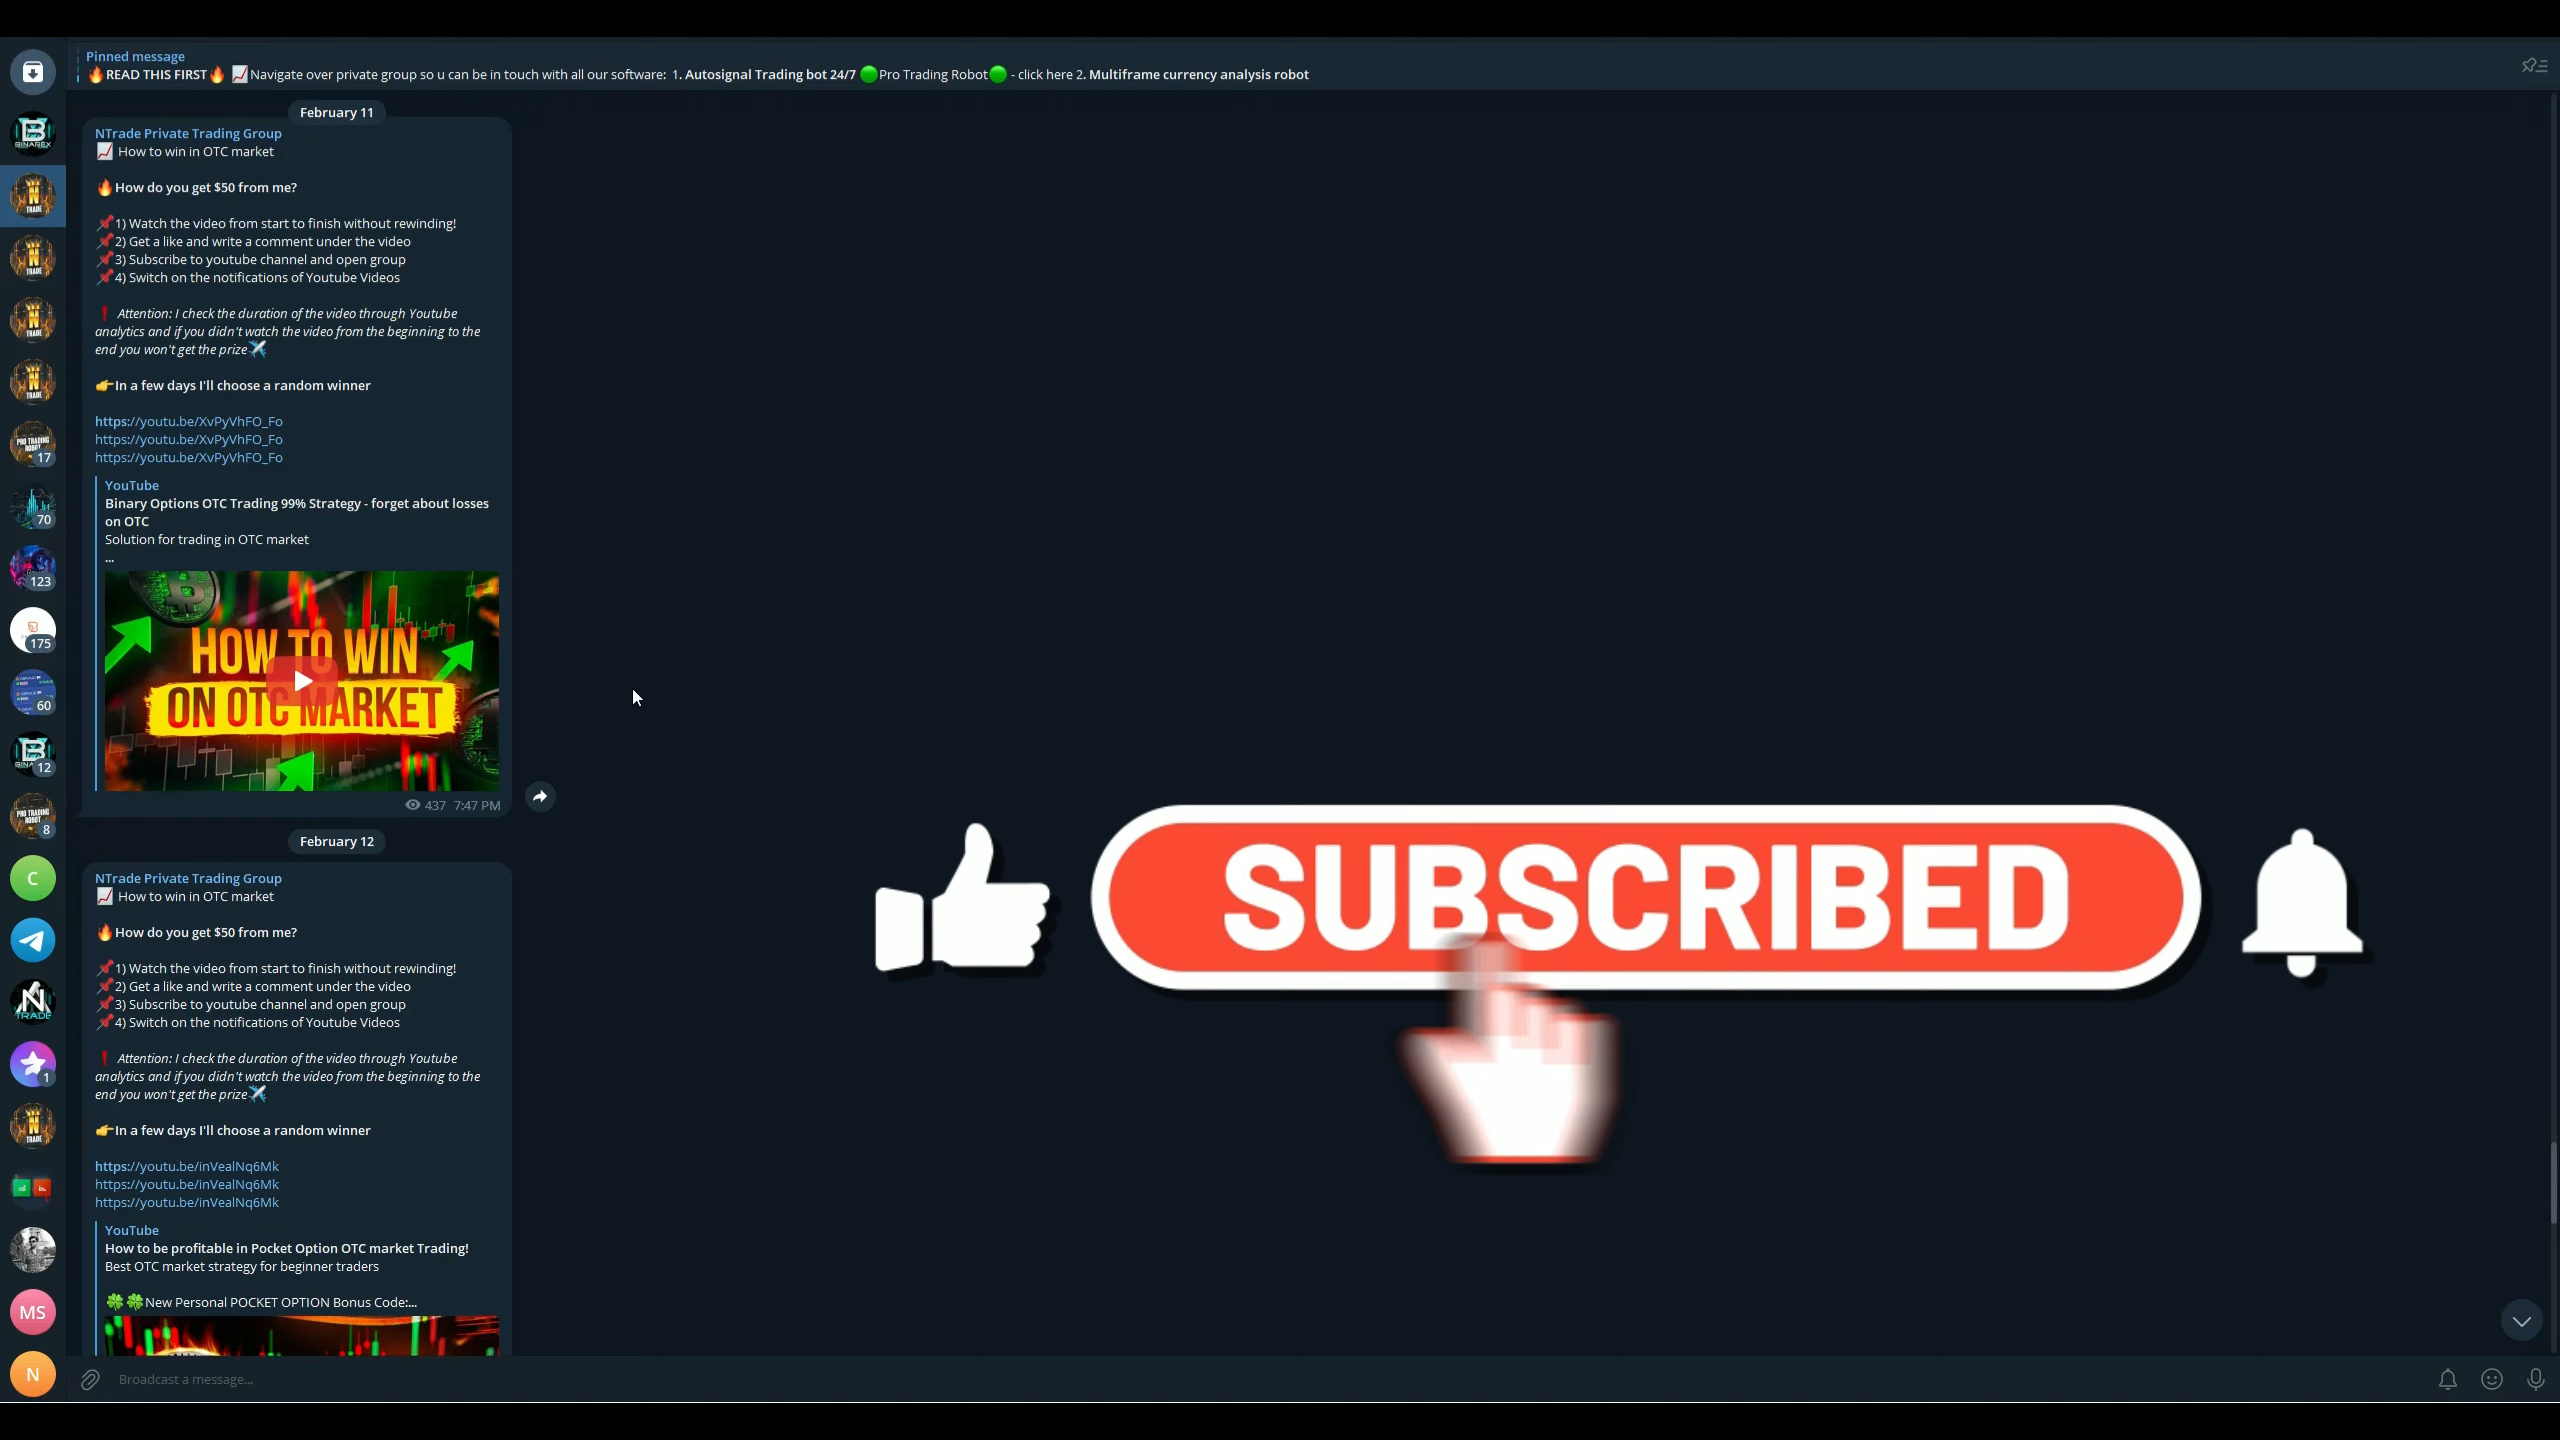 Pinned message
🔥READ THIS FIRST🔥 📈Navigate over private group so u can be in touch with all our software: 1. Autosignal Trading bot 24/7 🟢Pro Trading Robot🟢 - click here 2. Multiframe currency analysis robot
February 11
NTrade Private Trading Group
📈 How to win in OTC market
🔥How do you get $50 from me?
📌1) Watch the video from start to finish without rewinding!
📌2) Get a like and write a comment under the video
📌3) Subscribe to youtube channel and open group
📌4) Switch on the notifications of Youtube Videos
❗ Attention: I check the duration of the video through Youtube
analytics and if you didn't watch the video from the beginning to the
end you won't get the prize✈️
👉In a few days I'll choose a random winner
https://youtu.be/XvPyVhFO_Fo
https://youtu.be/XvPyVhFO_Fo
https://youtu.be/XvPyVhFO_Fo
YouTube
Binary Options OTC Trading 99% Strategy - forget about losses
on OTC
Solution for trading in OTC market
...
HOW TO WIN
ON OTC MARKET
437 7:47 PM
February 12
NTrade Private Trading Group
📈 How to win in OTC market
🔥How do you get $50 from me?
📌1) Watch the video from start to finish without rewinding!
📌2) Get a like and write a comment under the video
📌3) Subscribe to youtube channel and open group
📌4) Switch on the notifications of Youtube Videos
❗ Attention: I check the duration of the video through Youtube
analytics and if you didn't watch the video from the beginning to the
end you won't get the prize✈️
👉In a few days I'll choose a random winner
https://youtu.be/inVealNq6Mk
https://youtu.be/inVealNq6Mk
https://youtu.be/inVealNq6Mk
YouTube
How to be profitable in Pocket Option OTC market Trading!
Best OTC market strategy for beginner traders
🍀🍀New Personal POCKET OPTION Bonus Code:...
Broadcast a message...
SUBSCRIBED
BINAREX
N TRADE
N TRADE
N TRADE
N TRADE
PRO TRADING ROBOT
17
70
123
175
60
12
PRO TRADING ROBOT
8
C
N TRADE
1
N TRADE
MS
N